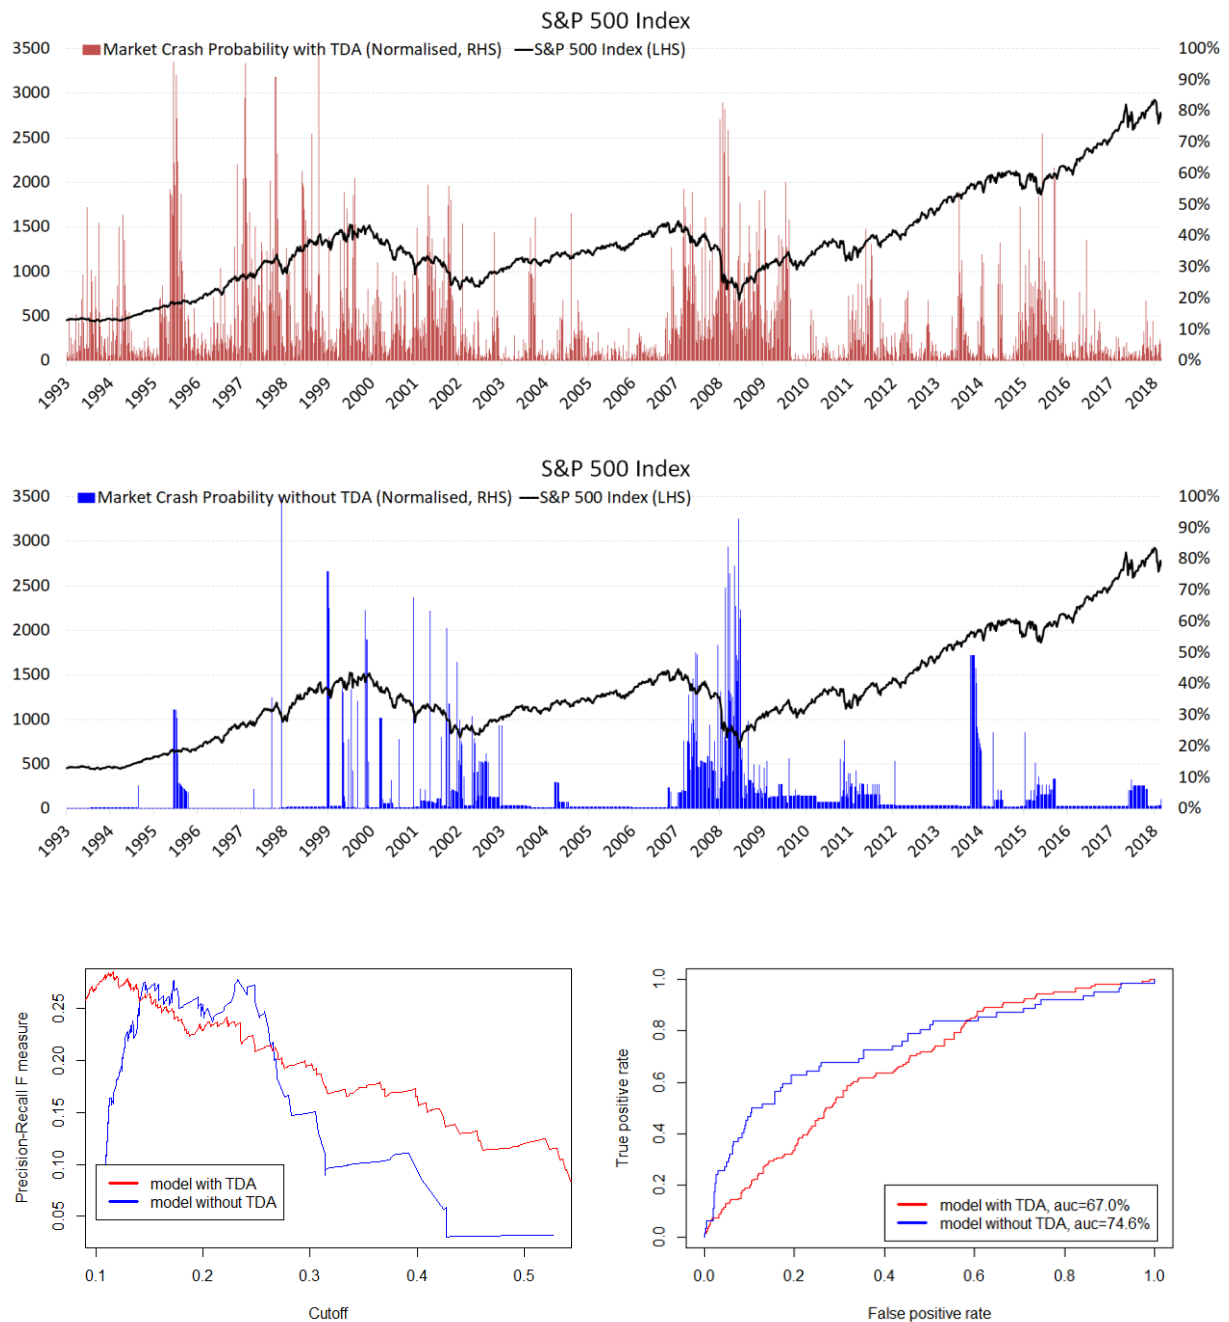 S&P 500 Index
Market Crash Probability with TDA (Normalised, RHS) S&P 500 Index (LHS)
3500 100%
3000 90%
2500 80%
2000 70%
1500 60%
1000 50%
500 40%
0 30%
20%
10%
0%
1993 1994 1995 1996 1997 1998 1999 2000 2001 2002 2003 2004 2005 2006 2007 2008 2009 2010 2011 2012 2013 2014 2015 2016 2017 2018
S&P 500 Index
Market Crash Proability without TDA (Normalised, RHS) S&P 500 Index (LHS)
3500 100%
3000 90%
2500 80%
2000 70%
1500 60%
1000 50%
500 40%
0 30%
20%
10%
0%
1993 1994 1995 1996 1997 1998 1999 2000 2001 2002 2003 2004 2005 2006 2007 2008 2009 2010 2011 2012 2013 2014 2015 2016 2017 2018
Precision-Recall F measure
0.25
0.20
0.15
0.10
0.05
model with TDA
model without TDA
0.1 0.2 0.3 0.4 0.5
Cutoff
True positive rate
1.0
0.8
0.6
0.4
0.2
0.0
model with TDA, auc=67.0%
model without TDA, auc=74.6%
0.0 0.2 0.4 0.6 0.8 1.0
False positive rate